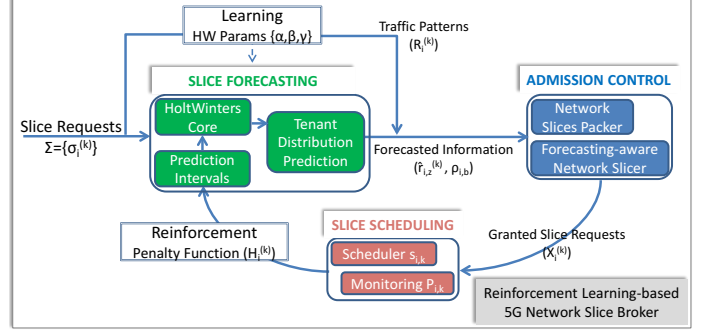 Learning
HW Params {α,β,γ}
Traffic Patterns
(Rᵢ⁽ᵏ⁾)
SLICE FORECASTING
ADMISSION CONTROL
Slice Requests
Σ={σᵢ⁽ᵏ⁾}
HoltWinters
Core
Tenant
Distribution
Prediction
Prediction
Intervals
Forecasted Information
(r̂ᵢ,z⁽ᵏ⁾ , ρᵢ,b)
Network
Slices Packer
Forecasting-aware
Network Slicer
Reinforcement
Penalty Function (Hᵢ⁽ᵏ⁾)
SLICE SCHEDULING
Scheduler sᵢ,ₖ
Monitoring Pᵢ,ₖ
Granted Slice Requests
(Xᵢ⁽ᵏ⁾)
Reinforcement Learning-based
5G Network Slice Broker